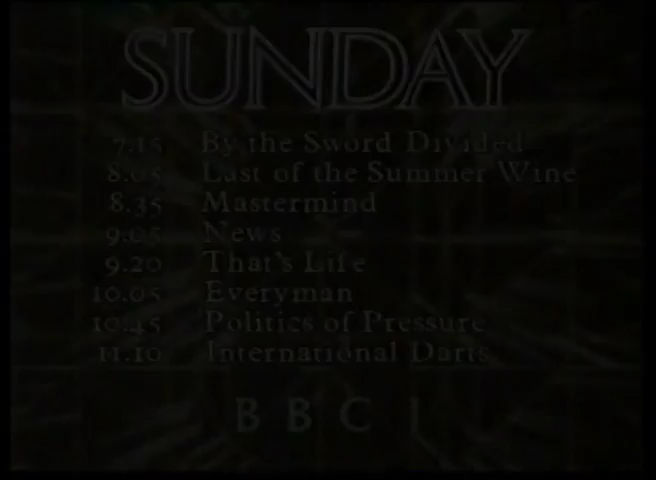 SUNDAY
7.15 By the Sword Divided
8.05 Last of the Summer Wine
8.35 Mastermind
9.05 News
9.20 That's Life
10.05 Everyman
10.45 Politics of Pressure
11.10 International Darts
BBC 1